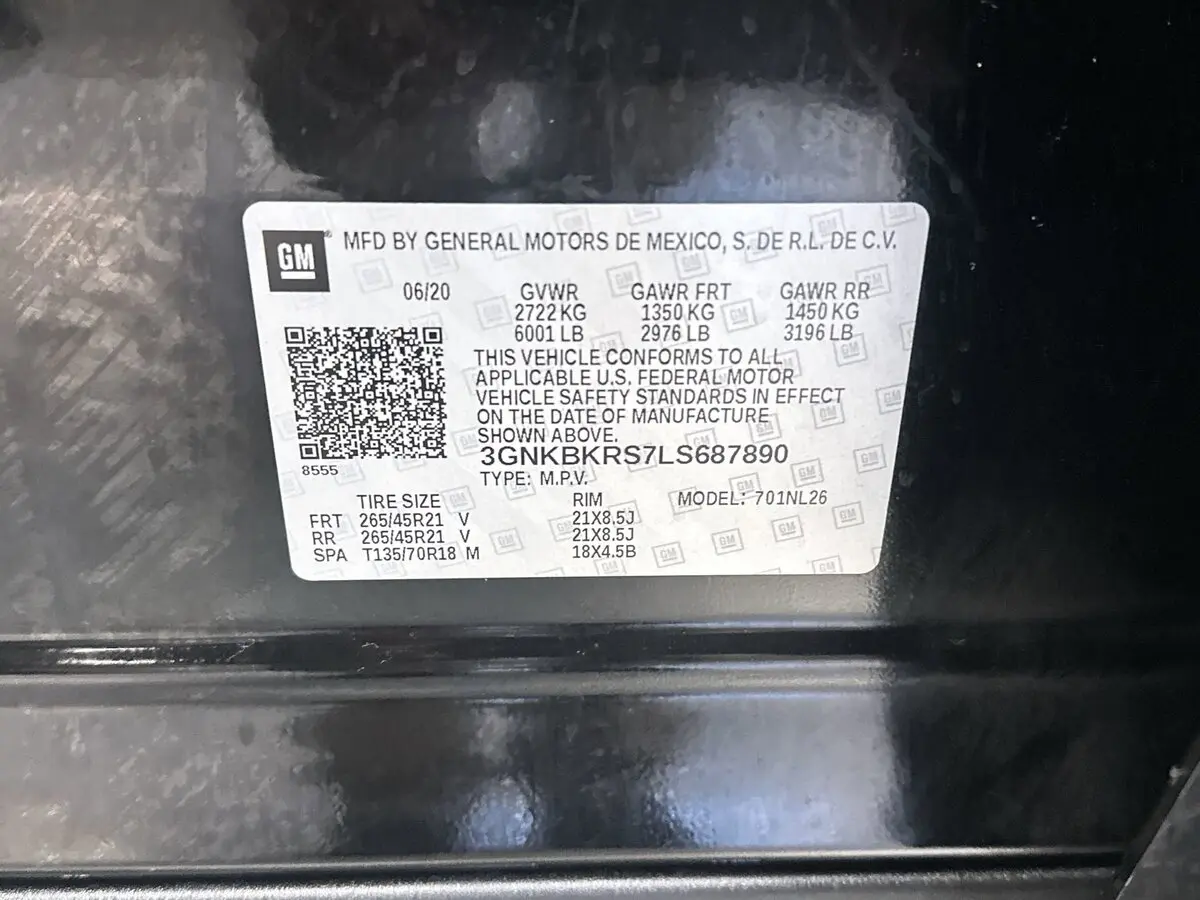 GM
MFD BY GENERAL MOTORS DE MEXICO, S. DE R.L. DE C.V.
06/20 GVWR GAWR FRT GAWR RR
2722 KG 1350 KG 1450 KG
6001 LB 2976 LB 3196 LB
THIS VEHICLE CONFORMS TO ALL
APPLICABLE U.S. FEDERAL MOTOR
VEHICLE SAFETY STANDARDS IN EFFECT
ON THE DATE OF MANUFACTURE
SHOWN ABOVE.
3GNKBKRS7LS687890
8555
TYPE: M.P.V.
TIRE SIZE RIM MODEL: 701NL26
FRT 265/45R21 V 21X8.5J
RR 265/45R21 V 21X8.5J
SPA T135/70R18 M 18X4.5B